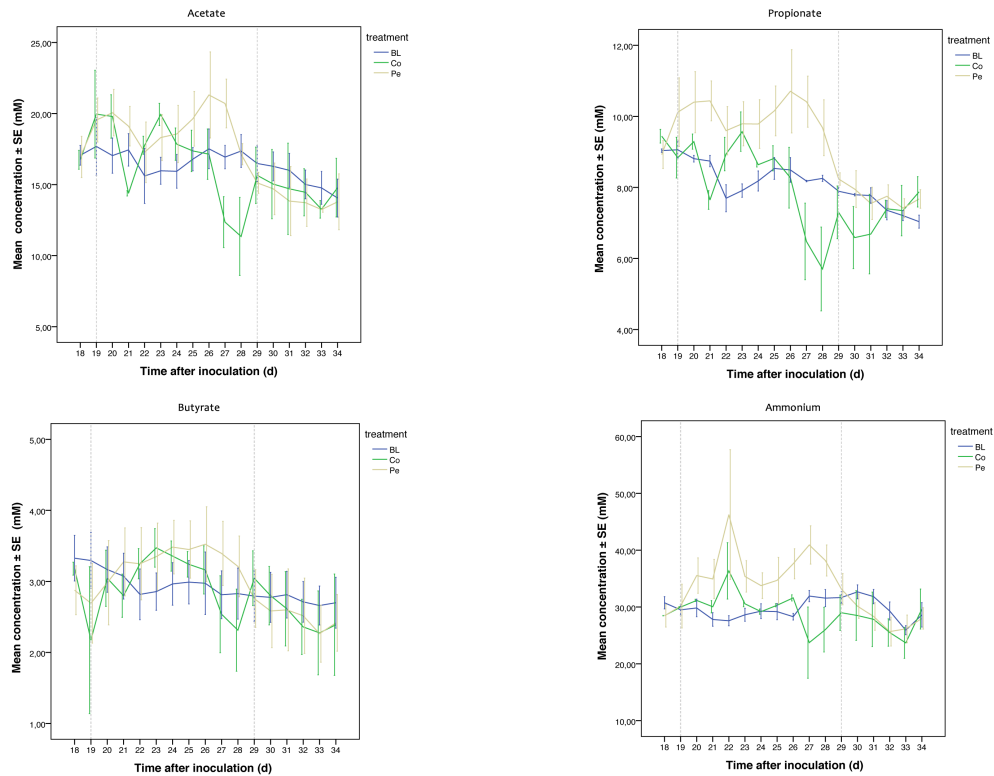 Acetate
treatment
BL
Co
Pe
Mean concentration ± SE (mM)
25,00
20,00
15,00
10,00
5,00
18 19 20 21 22 23 24 25 26 27 28 29 30 31 32 33 34
Time after inoculation (d)
Propionate
treatment
BL
Co
Pe
Mean concentration ± SE (mM)
12,00
10,00
8,00
6,00
4,00
18 19 20 21 22 23 24 25 26 27 28 29 30 31 32 33 34
Time after inoculation (d)
Butyrate
treatment
BL
Co
Pe
Mean concentration ± SE (mM)
5,00
4,00
3,00
2,00
1,00
18 19 20 21 22 23 24 25 26 27 28 29 30 31 32 33 34
Time after inoculation (d)
Ammonium
treatment
BL
Co
Pe
Mean concentration ± SE (mM)
60,00
50,00
40,00
30,00
20,00
10,00
18 19 20 21 22 23 24 25 26 27 28 29 30 31 32 33 34
Time after inoculation (d)